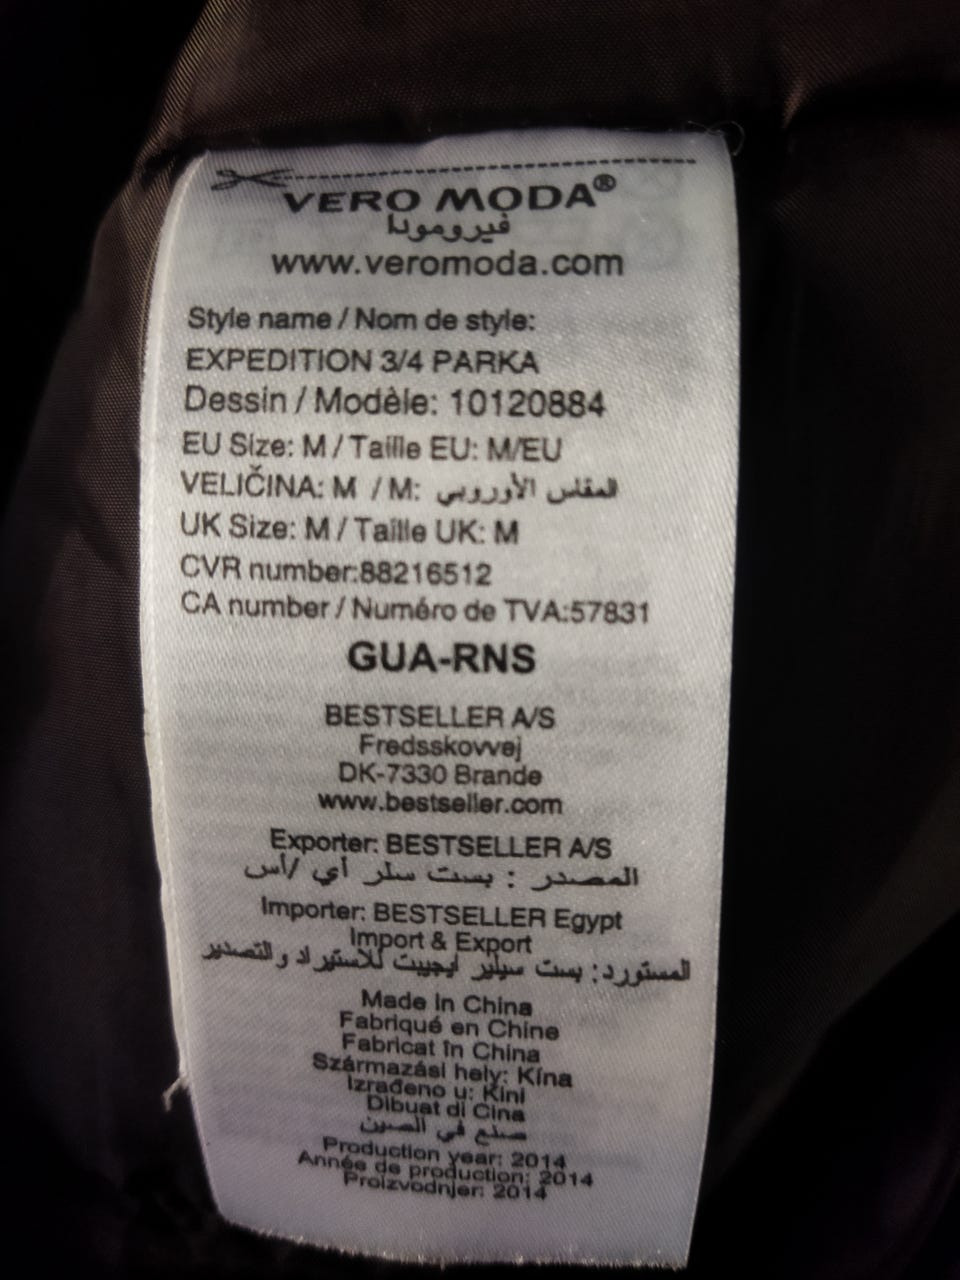 VERO MODA®
فيرومودا
www.veromoda.com
Style name / Nom de style:
EXPEDITION 3/4 PARKA
Dessin / Modèle: 10120884
EU Size: M / Taille EU: M/EU
VELIČINA: M / M: المقاس الأوروبي
UK Size: M / Taille UK: M
CVR number:88216512
CA number / Numéro de TVA:57831
GUA-RNS
BESTSELLER A/S
Fredsskovvej
DK-7330 Brande
www.bestseller.com
Exporter: BESTSELLER A/S
المصدر : بست سلر أي /أس
Importer: BESTSELLER Egypt
Import & Export
المستورد: بست سيلير ايجيبت للاستيراد والتصدير
Made In China
Fabriqué en Chine
Fabricat în China
Származási hely: Kína
Izrađeno u: Kini
Dibuat di Cina
صنع في الصين
Production year: 2014
Année de production: 2014
Proizvodnjer: 2014